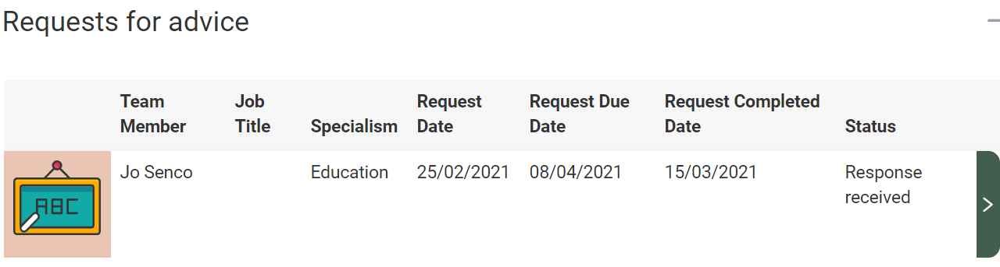 Requests for advice
Team Member Job Title Specialism Request Date Request Due Date Request Completed Date Status
Jo Senco Education 25/02/2021 08/04/2021 15/03/2021 Response received
ABC